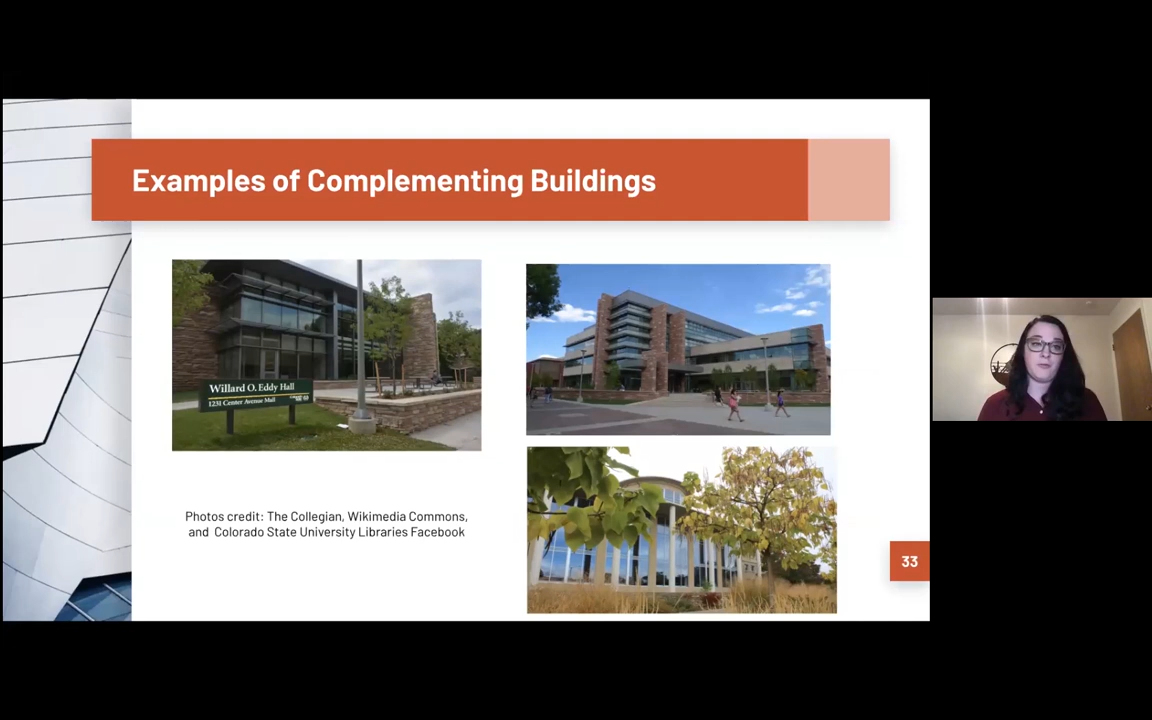 Examples of Complementing Buildings
Willard O. Eddy Hall
1231 Center Avenue Mall
Photos credit: The Collegian, Wikimedia Commons,
and Colorado State University Libraries Facebook
33